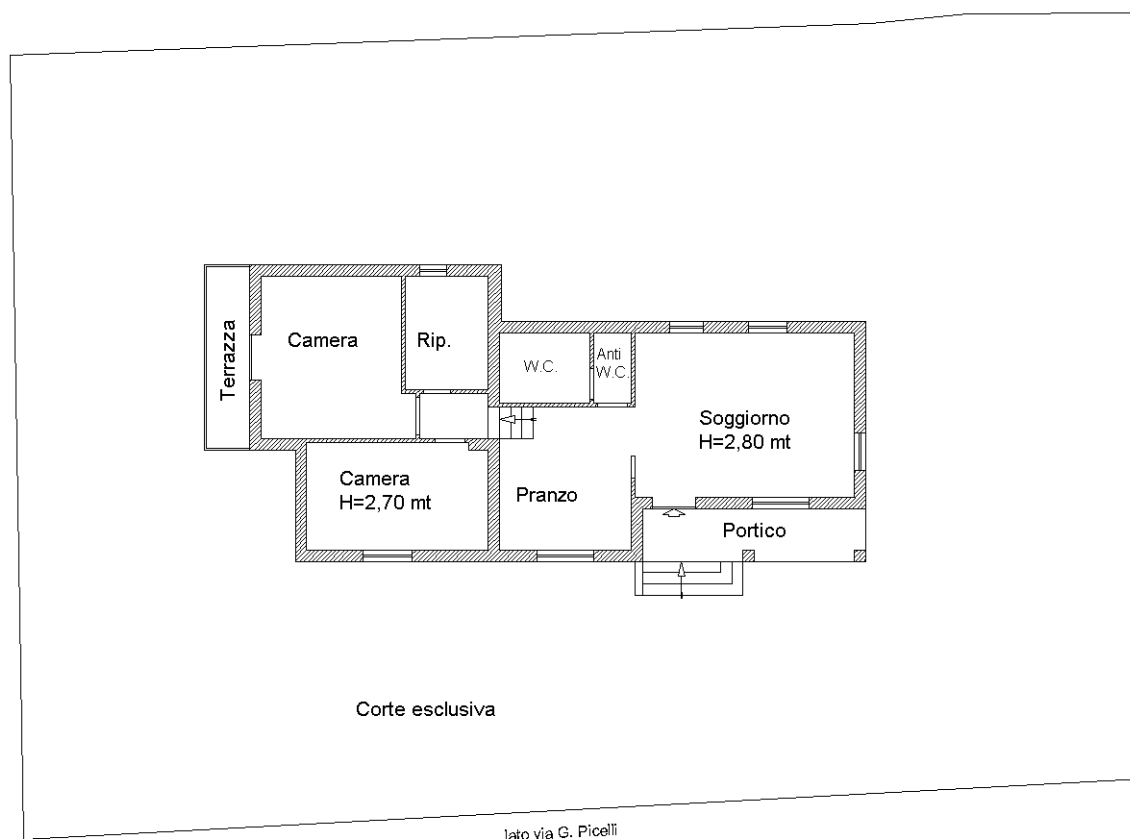 Terrazza
Camera
Rip.
W.C.
Anti
W.C.
Soggiorno
H=2,80 mt
Camera
H=2,70 mt
Pranzo
Portico
Corte esclusiva
lato via G. Picelli